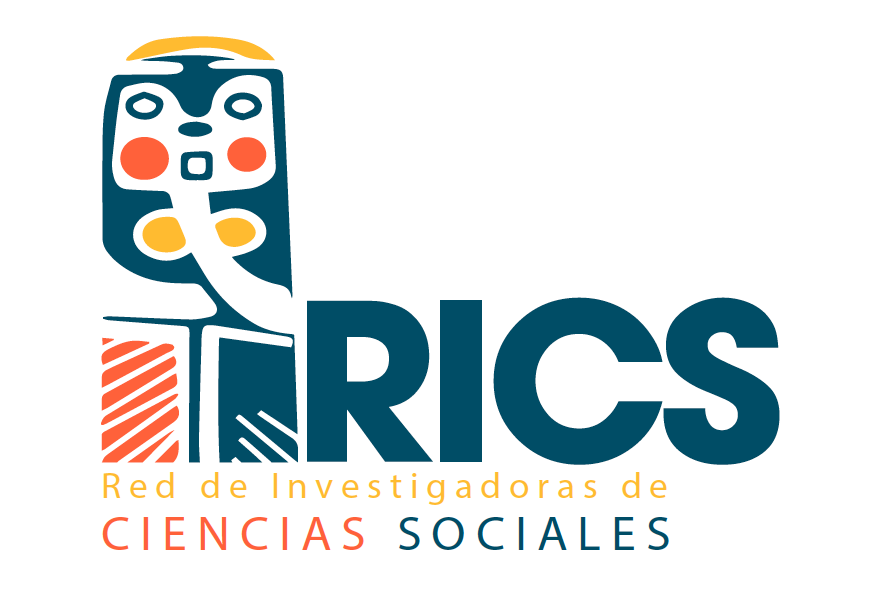 RICS
Red de Investigadoras de
CIENCIAS SOCIALES